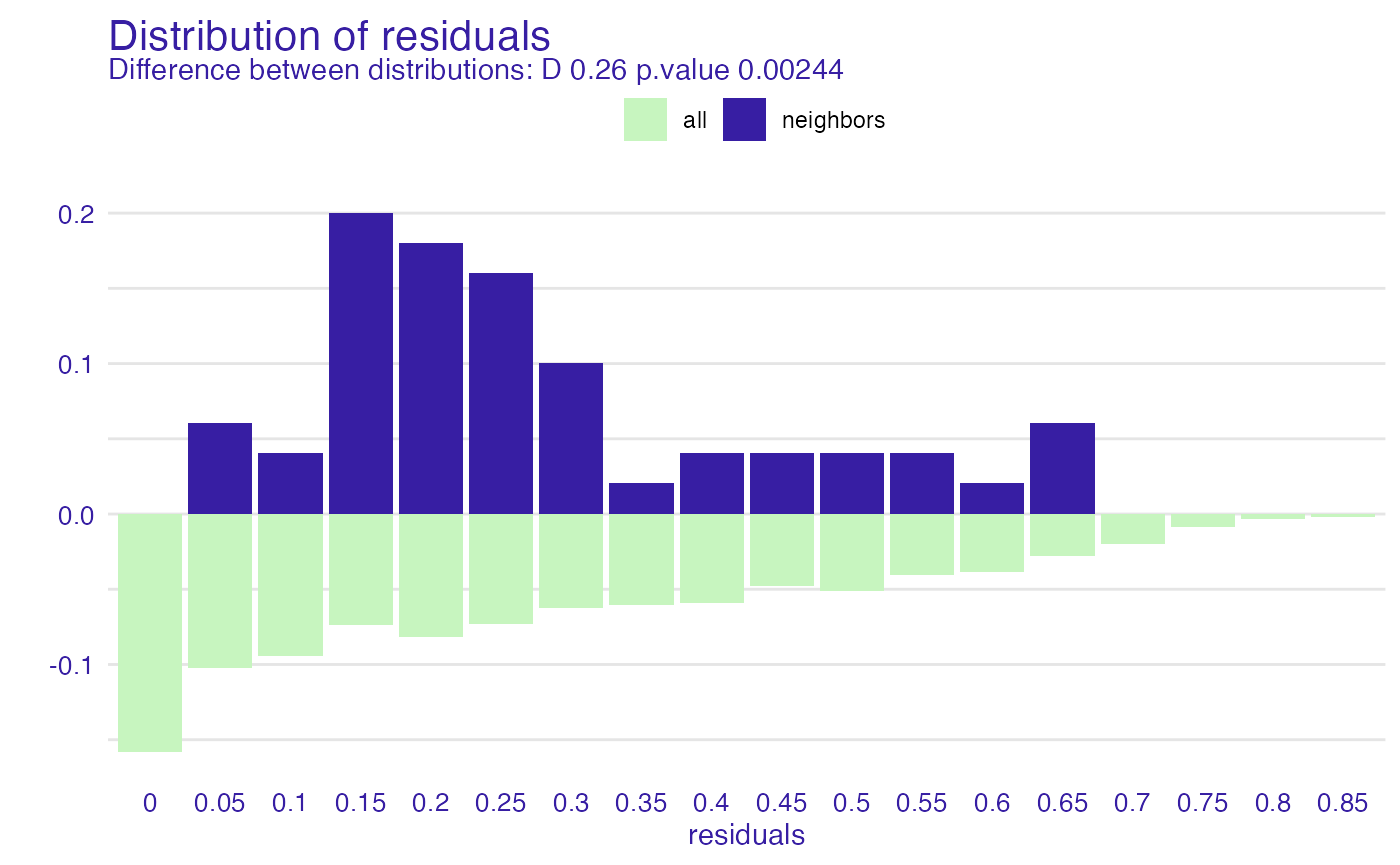 Distribution of residuals
Difference between distributions: D 0.26 p.value 0.00244
all neighbors
0.2
0.1
0.0
-0.1
0 0.05 0.1 0.15 0.2 0.25 0.3 0.35 0.4 0.45 0.5 0.55 0.6 0.65 0.7 0.75 0.8 0.85
residuals